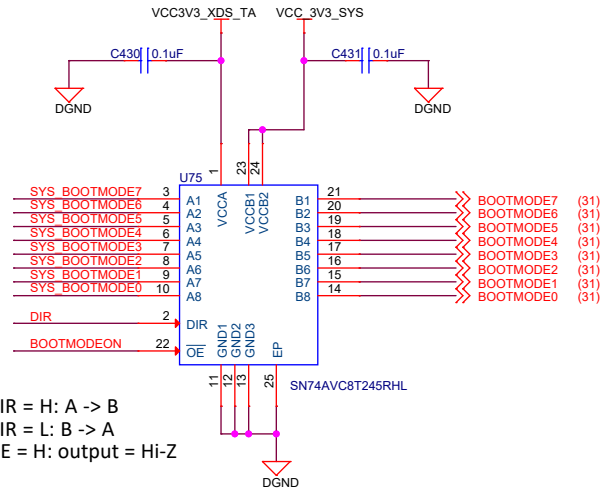 VCC3V3_XDS_TA VCC_3V3_SYS
C430 0.1uF C431 0.1uF
DGND DGND
U75
1 23 24
VCCA VCCB1 VCCB2
SYS_BOOTMODE7 3 A1 B1 21 BOOTMODE7 (31)
SYS_BOOTMODE6 4 A2 B2 20 BOOTMODE6 (31)
SYS_BOOTMODE5 5 A3 B3 19 BOOTMODE5 (31)
SYS_BOOTMODE4 6 A4 B4 18 BOOTMODE4 (31)
SYS_BOOTMODE3 7 A5 B5 17 BOOTMODE3 (31)
SYS_BOOTMODE2 8 A6 B6 16 BOOTMODE2 (31)
SYS_BOOTMODE1 9 A7 B7 15 BOOTMODE1 (31)
SYS_BOOTMODE0 10 A8 B8 14 BOOTMODE0 (31)
DIR 2 DIR
BOOTMODEON 22 OE
GND1 GND2 GND3 EP
11 12 13 25
SN74AVC8T245RHL
IR = H: A -> B
IR = L: B -> A
E = H: output = Hi-Z
DGND